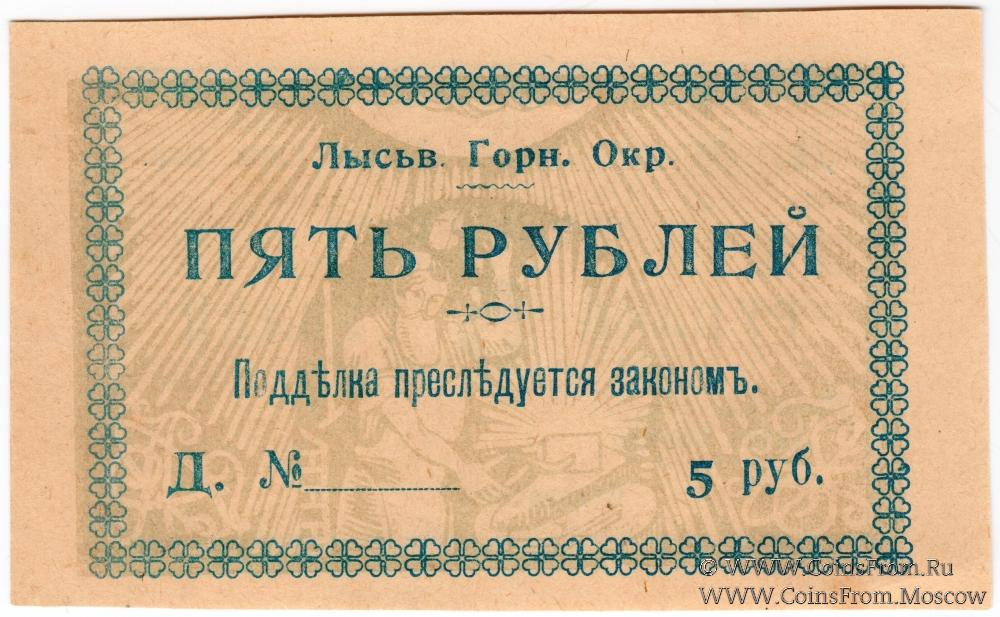 Лысьв. Горн. Окр.
ПЯТЬ РУБЛЕЙ
Поддѣлка преслѣдуется закономъ.
Д. № 5 руб.
© WWW.CoinsFrom.Ru
WWW.CoinsFrom.Moscow